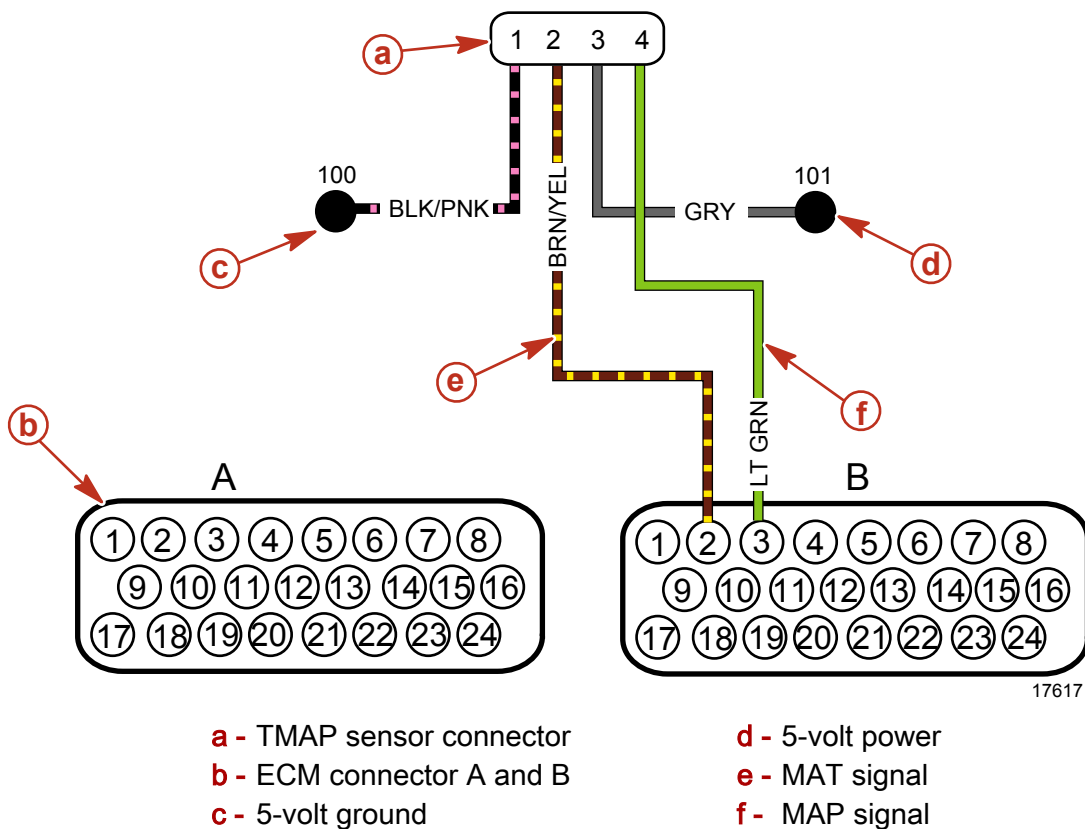 1 2 3 4
a
100
101
BLK/PNK
BRN/YEL
GRY
c
d
e
f
LT GRN
b
A
B
1 2 3 4 5 6 7 8
9 10 11 12 13 14 15 16
17 18 19 20 21 22 23 24
1 2 3 4 5 6 7 8
9 10 11 12 13 14 15 16
17 18 19 20 21 22 23 24
17617
a - TMAP sensor connector
b - ECM connector A and B
c - 5-volt ground
d - 5-volt power
e - MAT signal
f - MAP signal